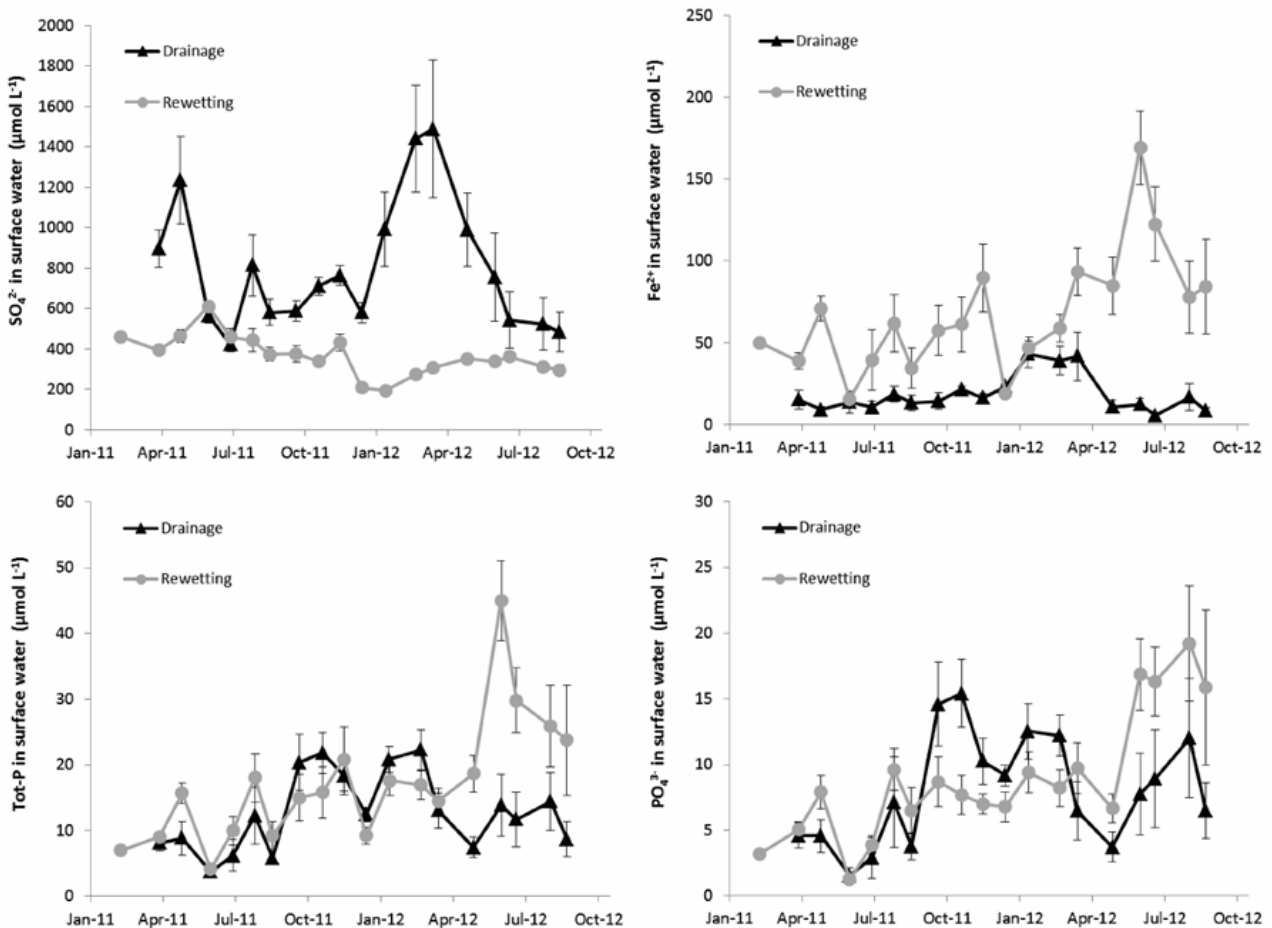 SO₄²⁻ in surface water (µmol L⁻¹)
2000
1800
1600
1400
1200
1000
800
600
400
200
0
Drainage
Rewetting
Jan-11 Apr-11 Jul-11 Oct-11 Jan-12 Apr-12 Jul-12 Oct-12
Fe²⁺ in surface water (µmol L⁻¹)
250
200
150
100
50
0
Drainage
Rewetting
Jan-11 Apr-11 Jul-11 Oct-11 Jan-12 Apr-12 Jul-12 Oct-12
Tot-P in surface water (µmol L⁻¹)
60
50
40
30
20
10
0
Drainage
Rewetting
Jan-11 Apr-11 Jul-11 Oct-11 Jan-12 Apr-12 Jul-12 Oct-12
PO₄³⁻ in surface water (µmol L⁻¹)
30
25
20
15
10
5
0
Drainage
Rewetting
Jan-11 Apr-11 Jul-11 Oct-11 Jan-12 Apr-12 Jul-12 Oct-12